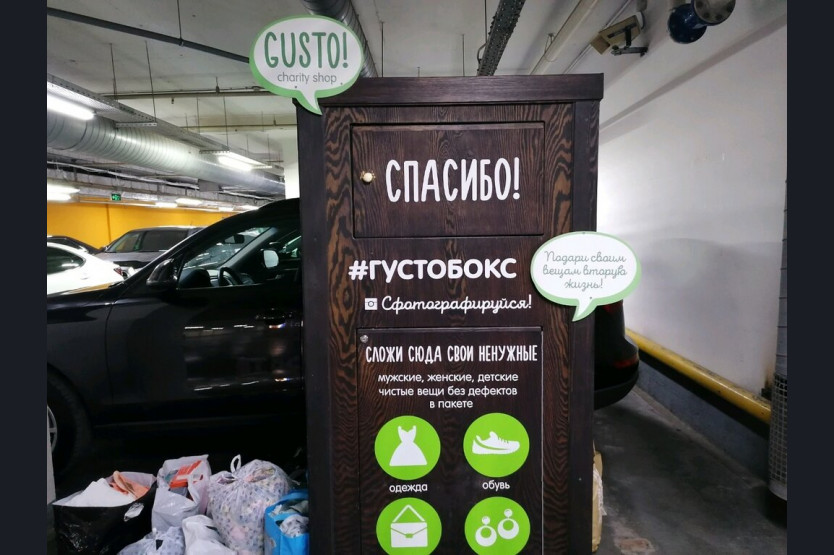 GUSTO!
charity shop
СПАСИБО!
#ГУСТОБОКС
Сфотографируйся!
Подари своим
вещам вторую
жизнь!
СЛОЖИ СЮДА СВОИ НЕНУЖНЫЕ
мужские, женские, детские
чистые вещи без дефектов
в пакете
одежда
обувь